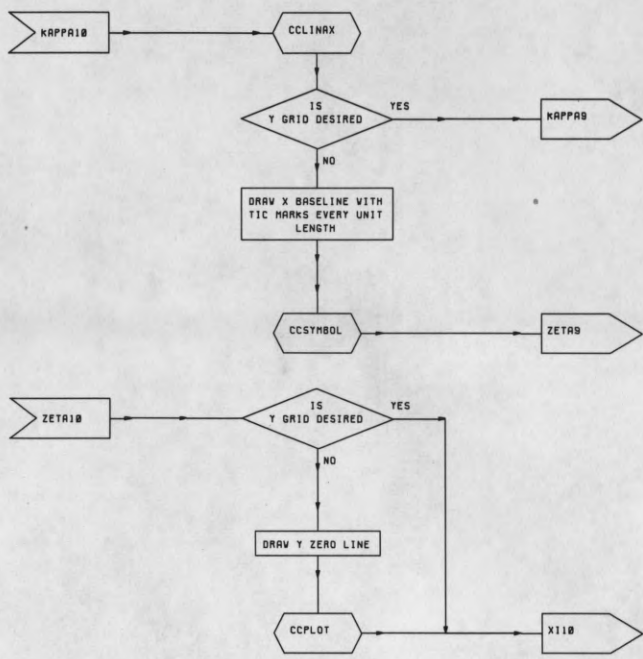 KAPPA10
CCLINAX
IS
Y GRID DESIRED
YES
KAPPA9
NO
DRAW X BASELINE WITH
TIC MARKS EVERY UNIT
LENGTH
CCSYMBOL
ZETA9
ZETA10
IS
Y GRID DESIRED
YES
NO
DRAW Y ZERO LINE
CCPLOT
XI10